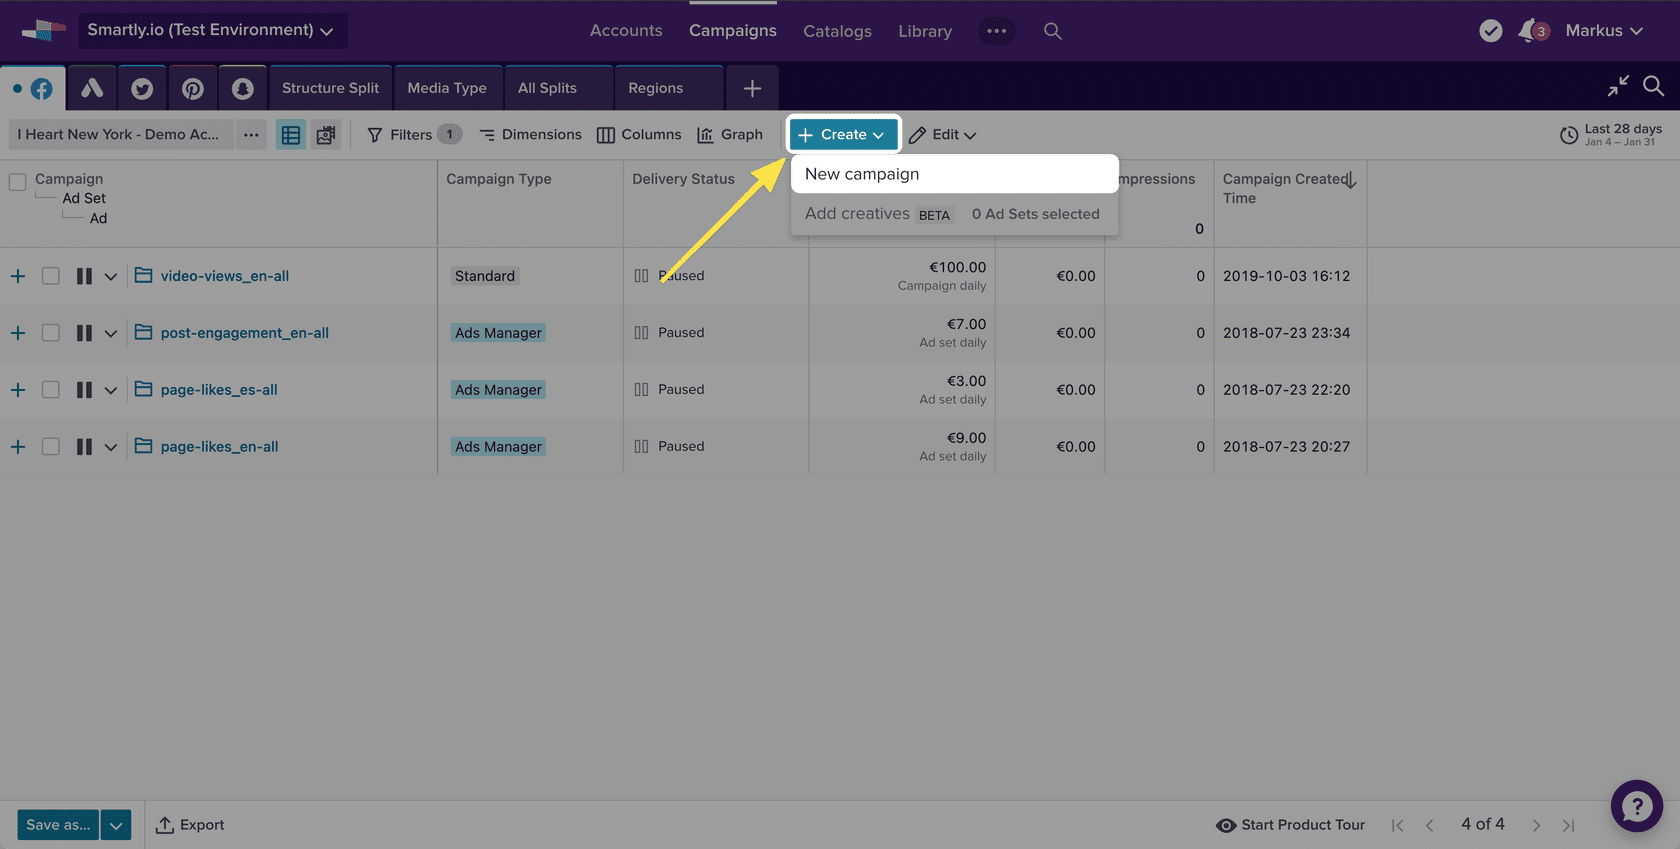 Smartly.io (Test Environment)
Accounts
Campaigns
Catalogs
Library
3
Markus
Structure Split
Media Type
All Splits
Regions
I Heart New York - Demo Ac...
Filters 1
Dimensions
Columns
Graph
Create
Edit
Last 28 days
Jan 4 – Jan 31
New campaign
Add creatives BETA 0 Ad Sets selected
Campaign
Ad Set
Ad
Campaign Type
Delivery Status
mpressions
0
Campaign Created
Time
video-views_en-all
Standard
Paused
€100.00
Campaign daily
€0.00
0
2019-10-03 16:12
post-engagement_en-all
Ads Manager
Paused
€7.00
Ad set daily
€0.00
0
2018-07-23 23:34
page-likes_es-all
Ads Manager
Paused
€3.00
Ad set daily
€0.00
0
2018-07-23 22:20
page-likes_en-all
Ads Manager
Paused
€9.00
Ad set daily
€0.00
0
2018-07-23 20:27
Save as...
Export
Start Product Tour
4 of 4
?